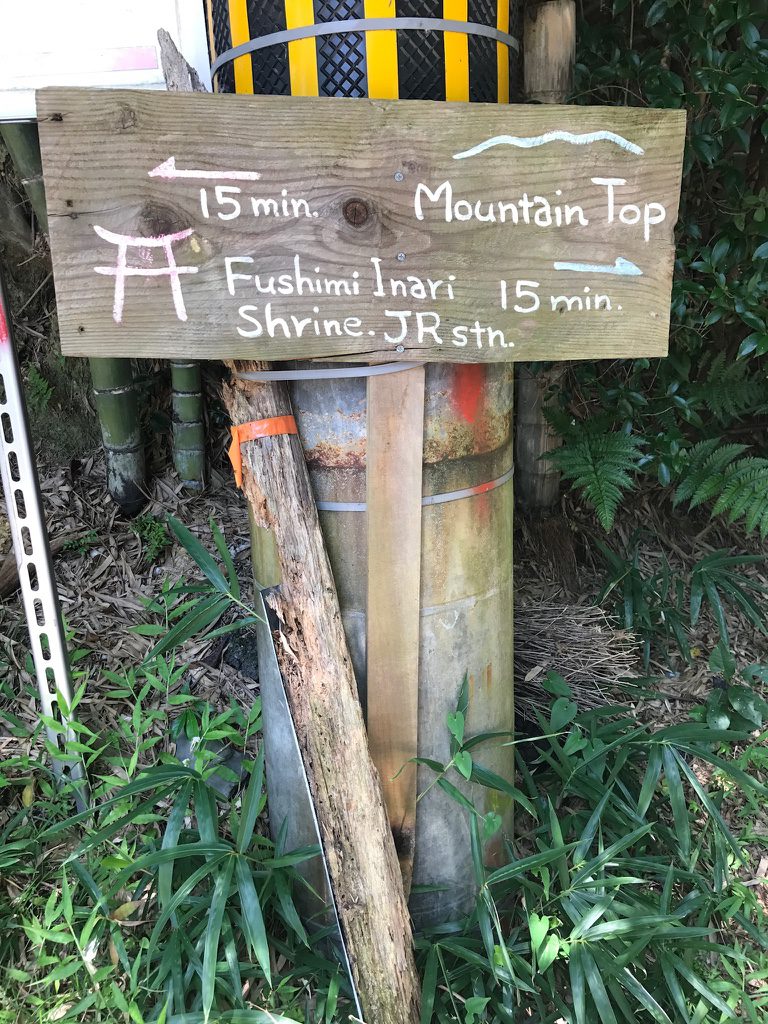 15 min.
Fushimi Inari
Shrine. JR stn.
Mountain Top
15 min.